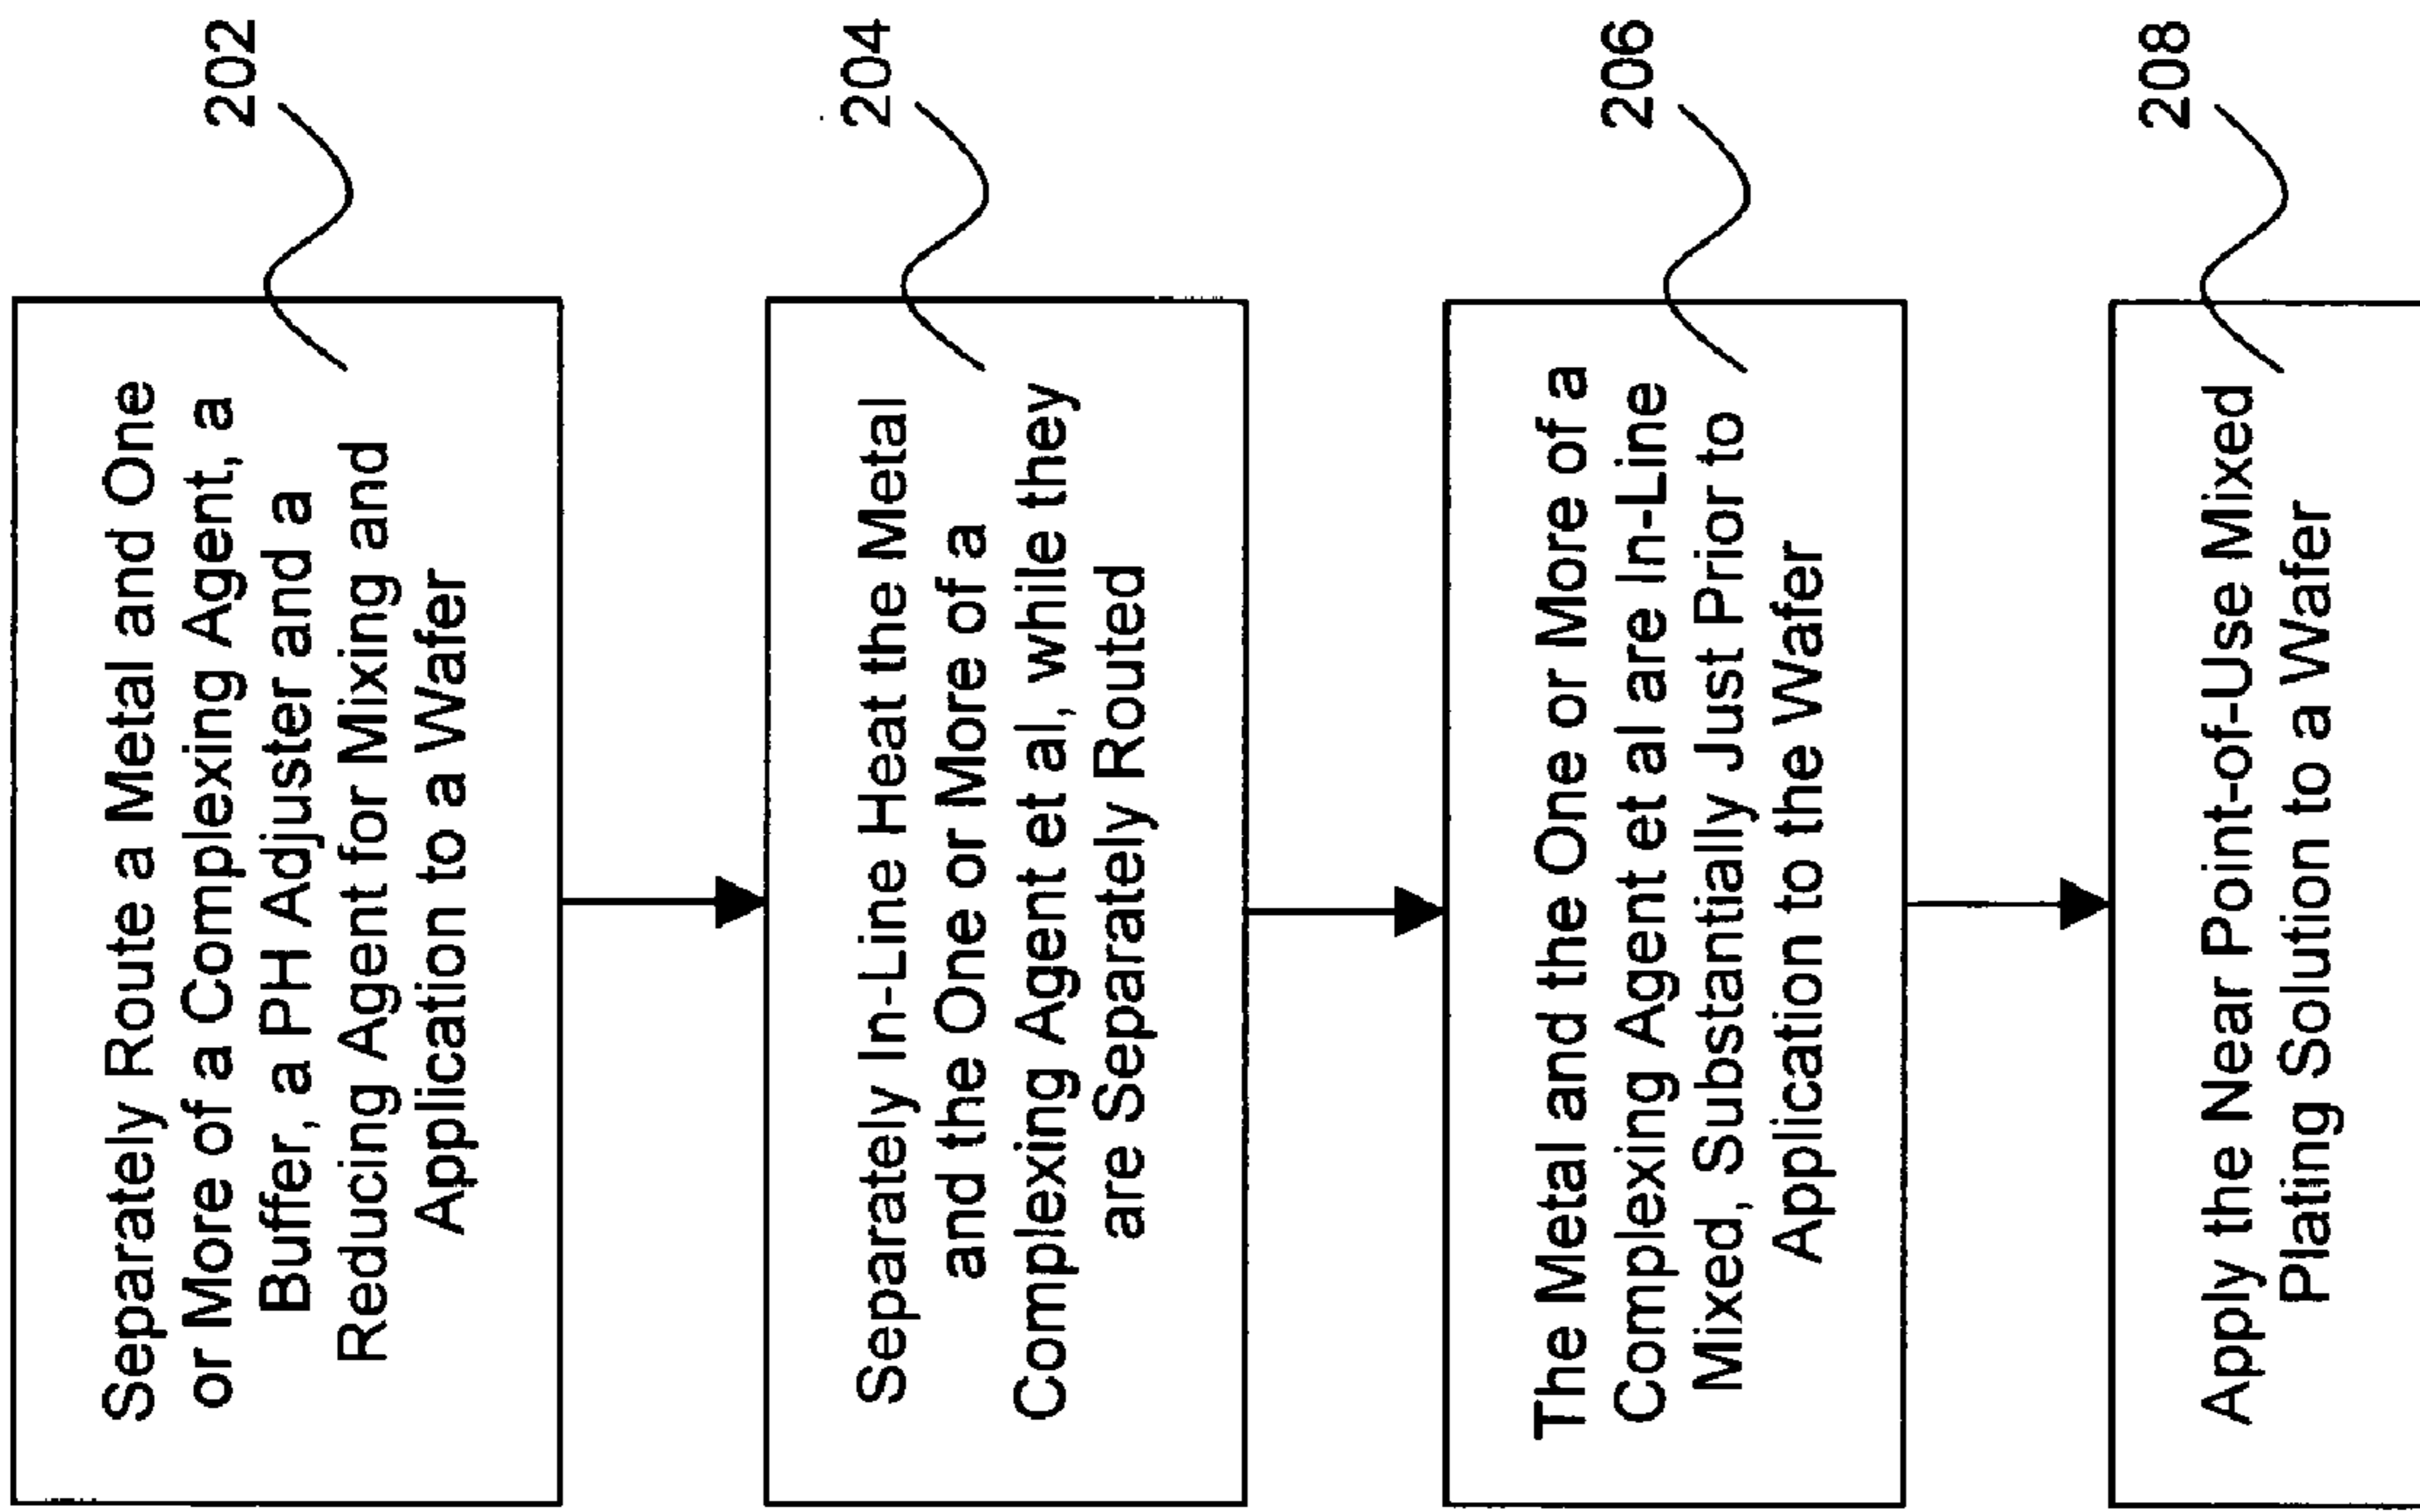 Separately Route a Metal and One
or More of a Complexing Agent, a
Buffer, a PH Adjuster and a
Reducing Agent for Mixing and
Application to a Wafer
202
Separately In-Line Heat the Metal
and the One or More of a
Complexing Agent et al, while they
are Separately Routed
204
The Metal and the One or More of a
Complexing Agent et al are In-Line
Mixed, Substantially Just Prior to
Application to the Wafer
206
Apply the Near Point-of-Use Mixed
Plating Solution to a Wafer
208